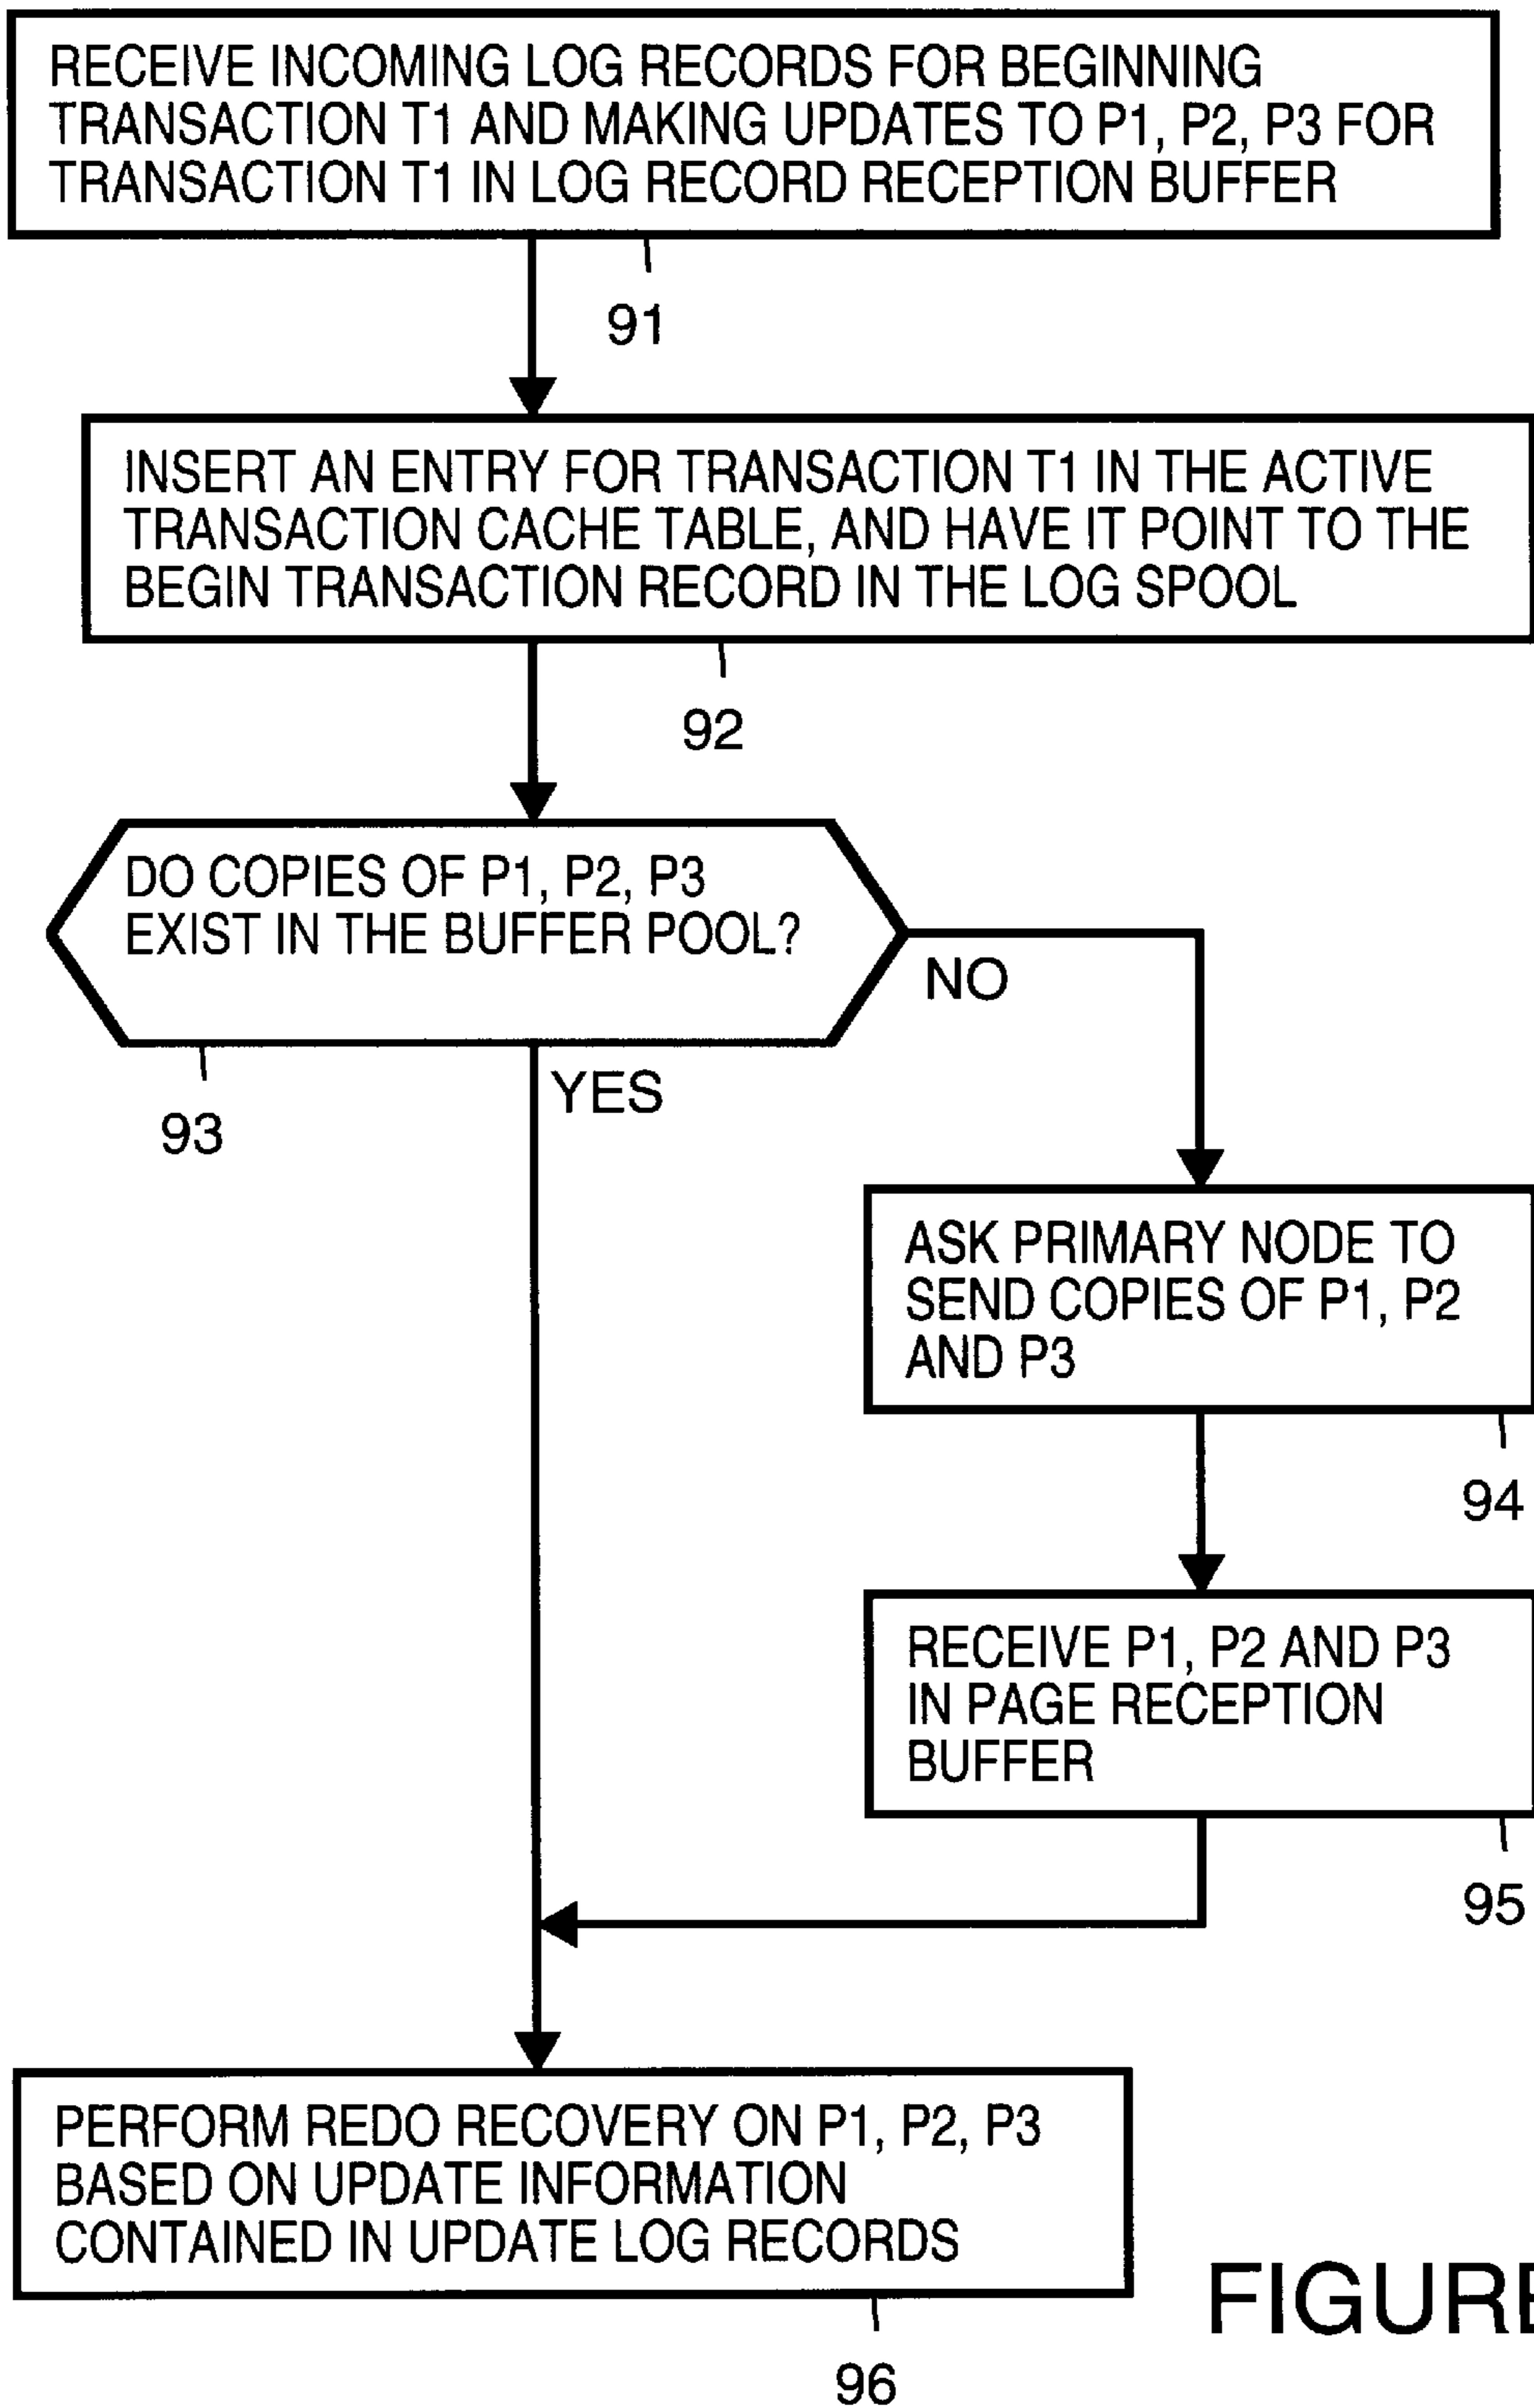 RECEIVE INCOMING LOG RECORDS FOR BEGINNING
TRANSACTION T1 AND MAKING UPDATES TO P1, P2, P3 FOR
TRANSACTION T1 IN LOG RECORD RECEPTION BUFFER
91
INSERT AN ENTRY FOR TRANSACTION T1 IN THE ACTIVE
TRANSACTION CACHE TABLE, AND HAVE IT POINT TO THE
BEGIN TRANSACTION RECORD IN THE LOG SPOOL
92
DO COPIES OF P1, P2, P3
EXIST IN THE BUFFER POOL?
NO
YES
93
ASK PRIMARY NODE TO
SEND COPIES OF P1, P2
AND P3
94
RECEIVE P1, P2 AND P3
IN PAGE RECEPTION
BUFFER
95
PERFORM REDO RECOVERY ON P1, P2, P3
BASED ON UPDATE INFORMATION
CONTAINED IN UPDATE LOG RECORDS
96
FIGURE